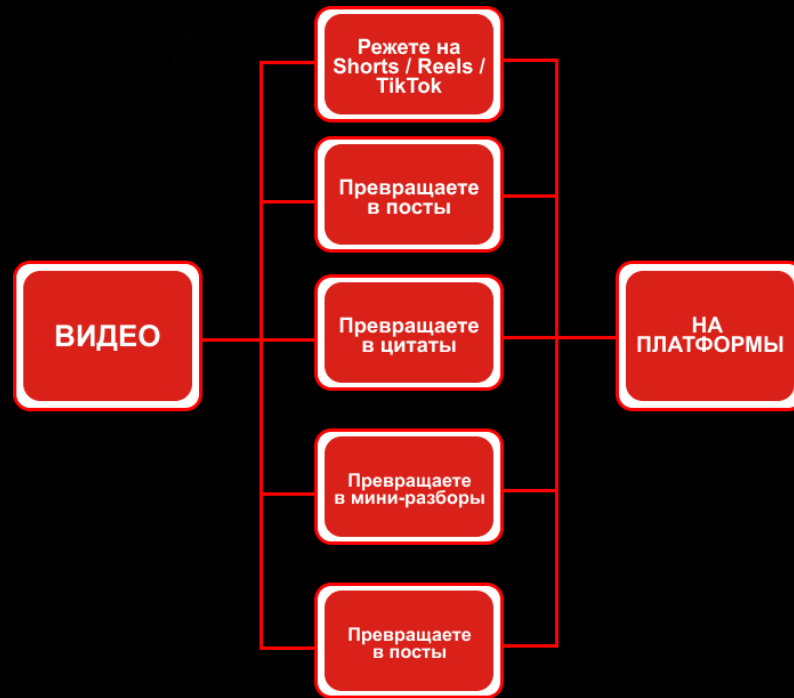 Режете на
Shorts / Reels /
TikTok
Превращаете
в посты
ВИДЕО
Превращаете
в цитаты
НА
ПЛАТФОРМЫ
Превращаете
в мини-разборы
Превращаете
в посты